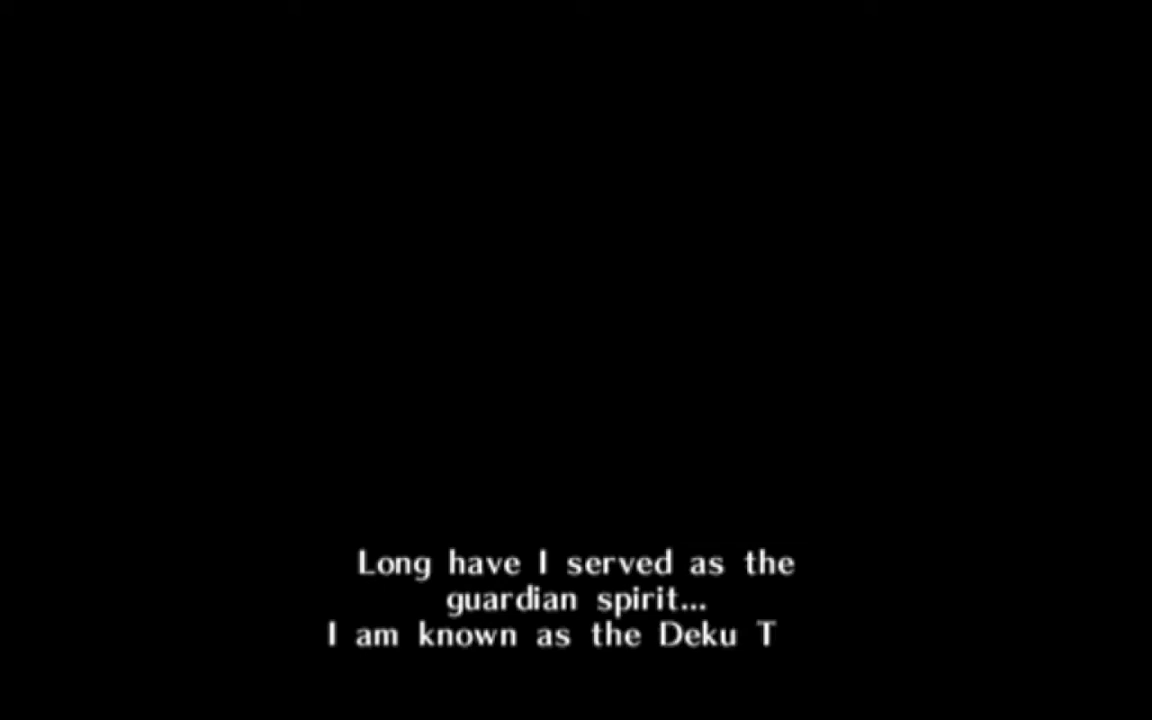 Long have I served as the
guardian spirit...
I am known as the Deku T